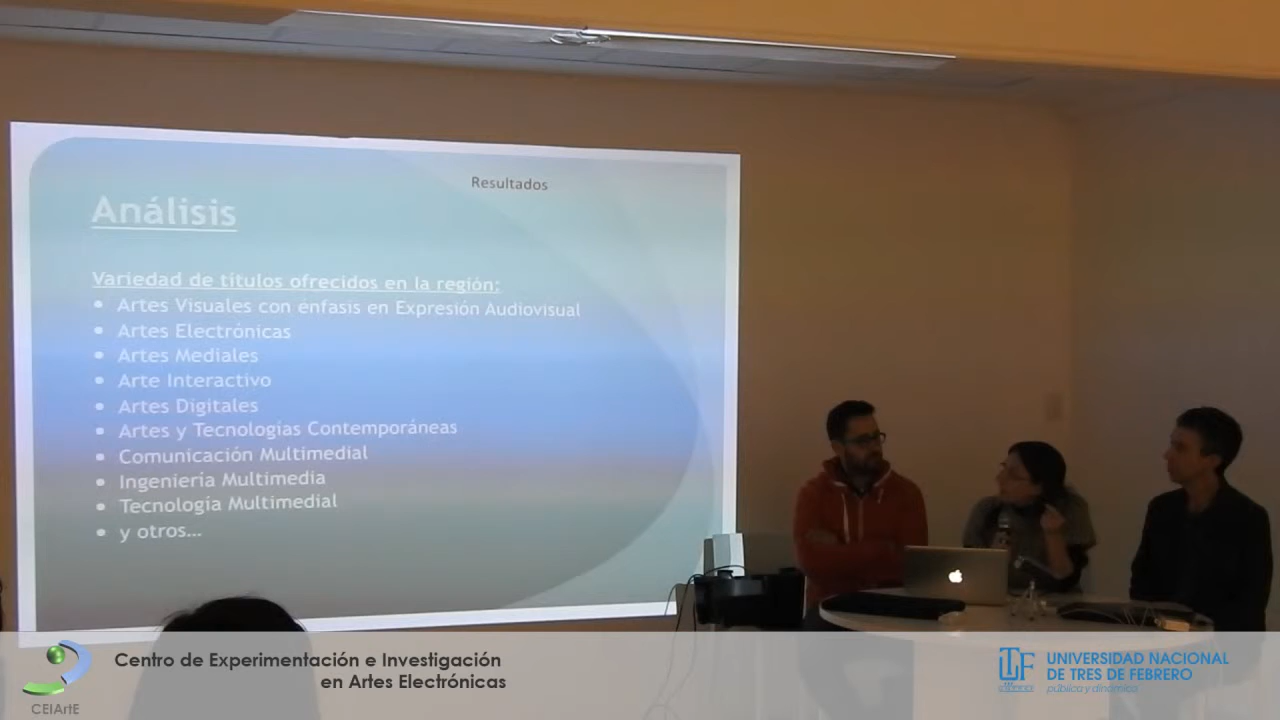 Resultados
Análisis
Variedad de títulos ofrecidos en la región:
• Artes Visuales con énfasis en Expresión Audiovisual
• Artes Electrónicas
• Artes Mediales
• Arte Interactivo
• Artes Digitales
• Artes y Tecnologías Contemporáneas
• Comunicación Multimedial
• Ingeniería Multimedia
• Tecnología Multimedial
• y otros...
Centro de Experimentación e Investigación
en Artes Electrónicas
CEIArtE
UNIVERSIDAD NACIONAL
DE TRES DE FEBRERO
pública y dinámica